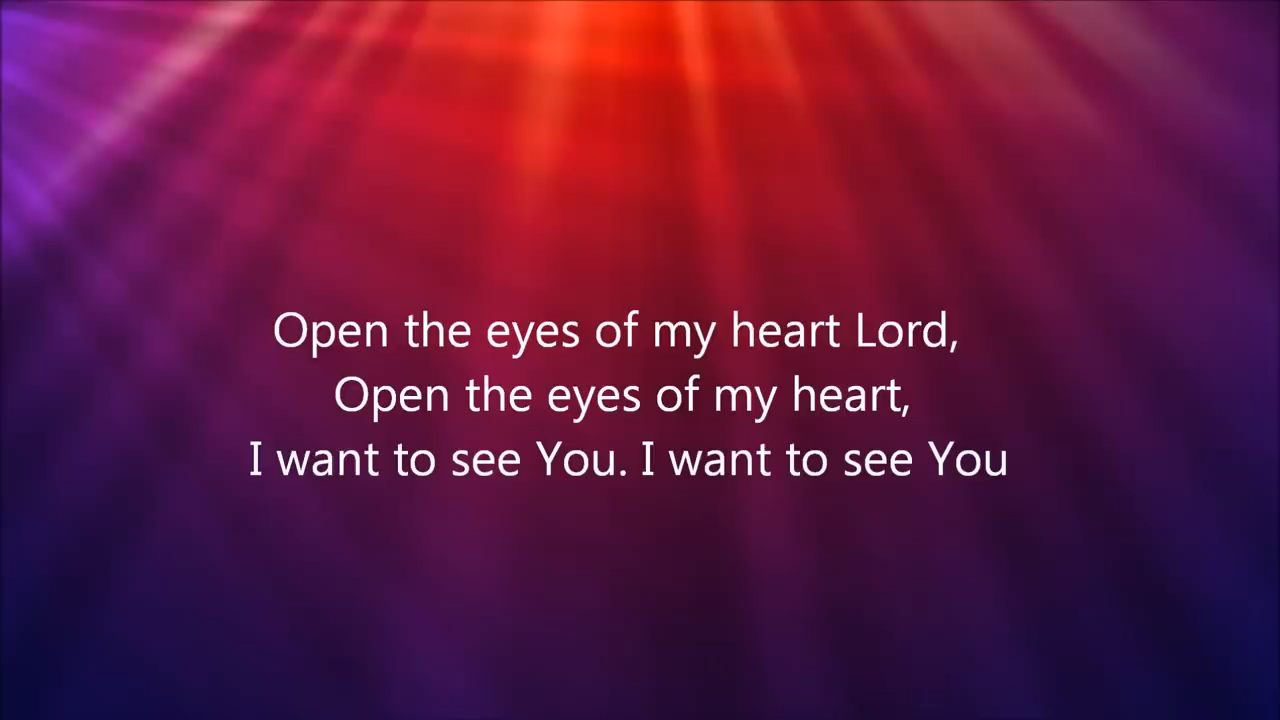 Open the eyes of my heart Lord,
Open the eyes of my heart,
I want to see You. I want to see You